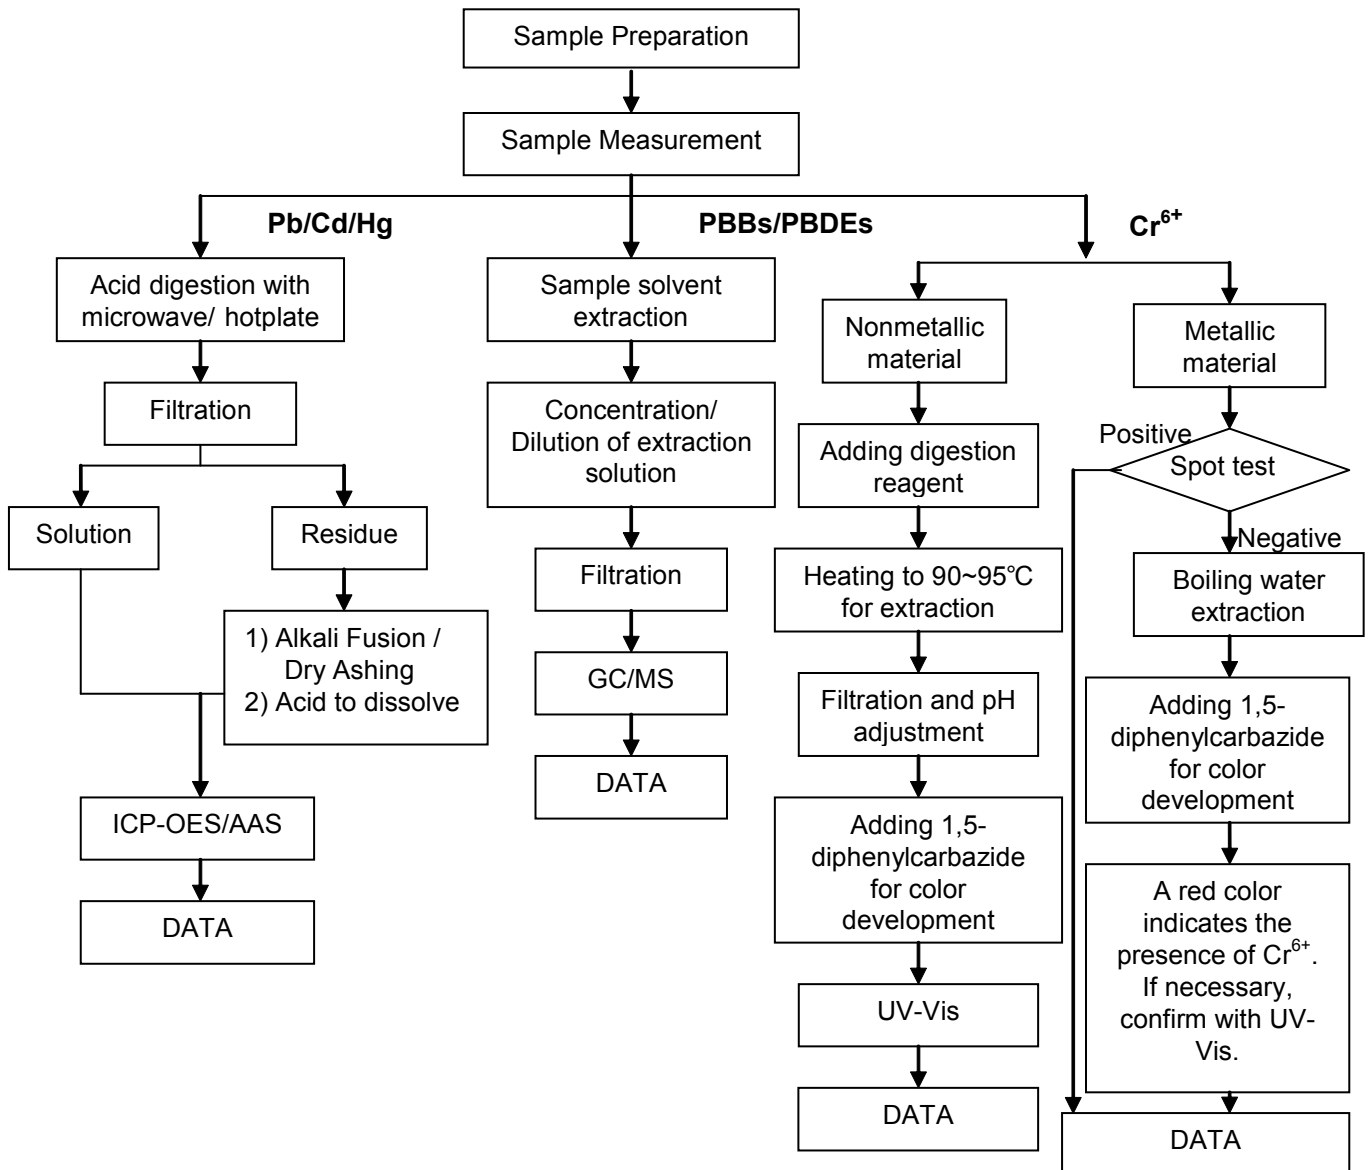 Sample Preparation
Sample Measurement
Pb/Cd/Hg
PBBs/PBDEs
Cr⁶⁺
Acid digestion with
microwave/ hotplate
Filtration
Solution
Residue
1) Alkali Fusion /
Dry Ashing
2) Acid to dissolve
ICP-OES/AAS
DATA
Sample solvent
extraction
Concentration/
Dilution of extraction
solution
Filtration
GC/MS
DATA
Nonmetallic
material
Adding digestion
reagent
Heating to 90~95℃
for extraction
Filtration and pH
adjustment
Adding 1,5-
diphenylcarbazide
for color
development
UV-Vis
DATA
Metallic
material
Positive
Spot test
Negative
Boiling water
extraction
Adding 1,5-
diphenylcarbazide
for color
development
A red color
indicates the
presence of Cr⁶⁺.
If necessary,
confirm with UV-
Vis.
DATA